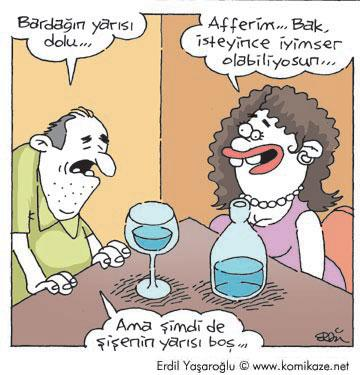 Bardağın yarısı
dolu...
Afferim... Bak,
isteyince iyimser
olabiliyosun...
Ama şimdi de
şişenin yarısı boş...
Erdil Yaşaroğlu © www.komikaze.net